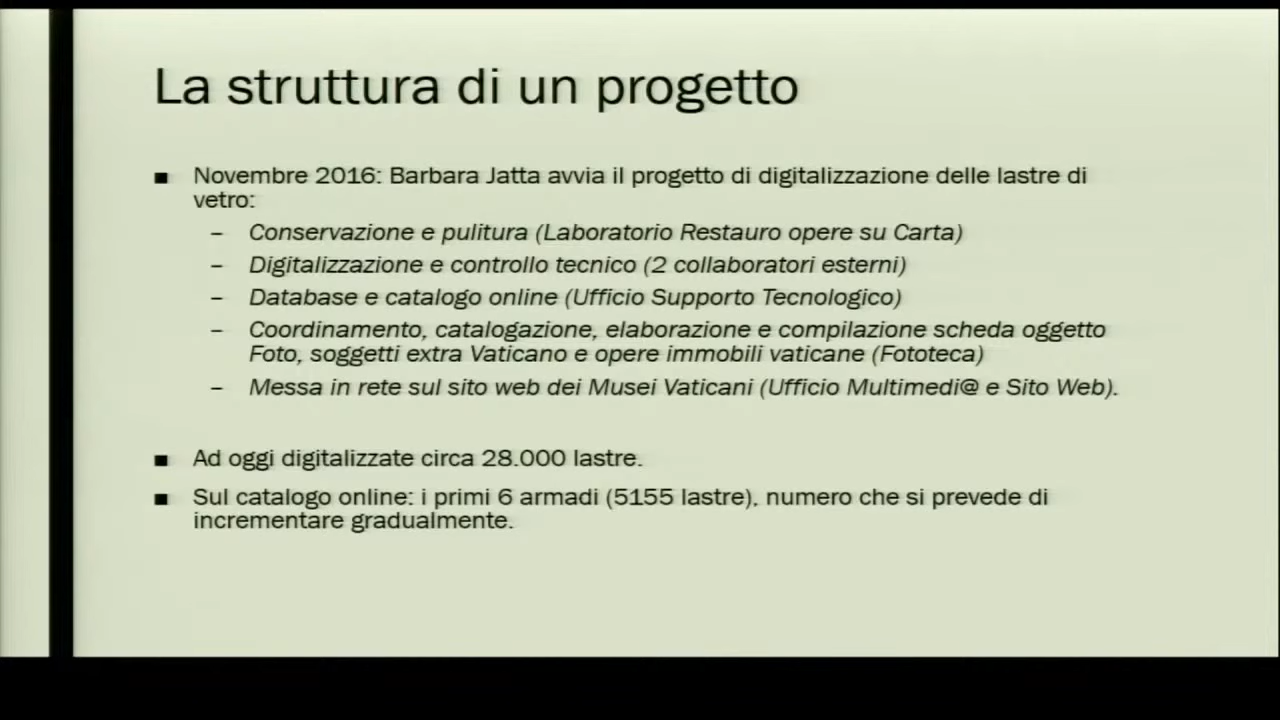 La struttura di un progetto
■ Novembre 2016: Barbara Jatta avvia il progetto di digitalizzazione delle lastre di
vetro:
– Conservazione e pulitura (Laboratorio Restauro opere su Carta)
– Digitalizzazione e controllo tecnico (2 collaboratori esterni)
– Database e catalogo online (Ufficio Supporto Tecnologico)
– Coordinamento, catalogazione, elaborazione e compilazione scheda oggetto
Foto, soggetti extra Vaticano e opere immobili vaticane (Fototeca)
– Messa in rete sul sito web dei Musei Vaticani (Ufficio Multimedi@ e Sito Web).
■ Ad oggi digitalizzate circa 28.000 lastre.
■ Sul catalogo online: i primi 6 armadi (5155 lastre), numero che si prevede di
incrementare gradualmente.